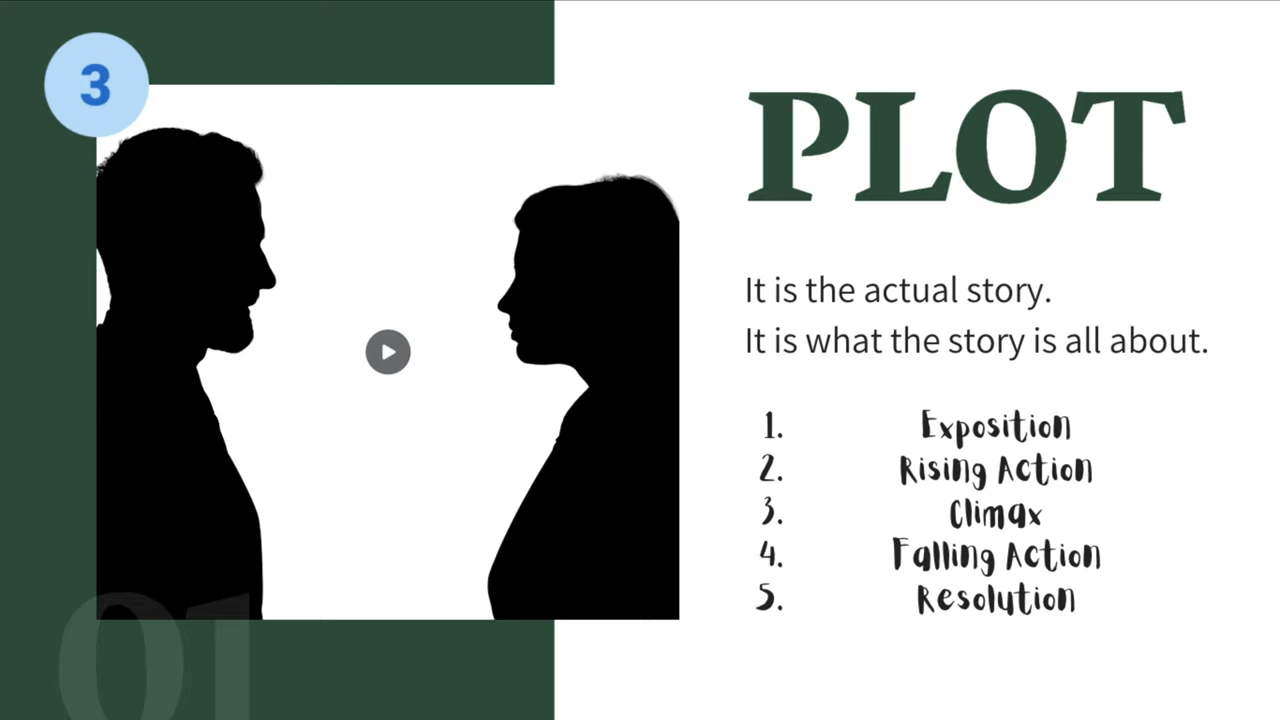 3
PLOT
It is the actual story.
It is what the story is all about.
1. Exposition
2. Rising Action
3. Climax
4. Falling Action
5. Resolution
01